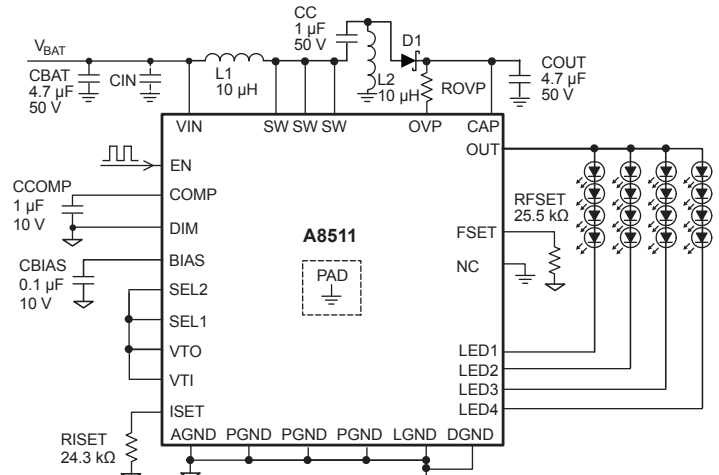 CC
1 µF
50 V
D1
V_BAT
CBAT
4.7 µF
50 V
CIN
L1
10 µH
L2
10 µH
ROVP
COUT
4.7 µF
50 V
VIN
SW SW SW
OVP
CAP
OUT
EN
CCOMP
1 µF
10 V
COMP
DIM
CBIAS
0.1 µF
10 V
BIAS
SEL2
SEL1
VTO
VTI
RISET
24.3 kΩ
ISET
A8511
PAD
RFSET
25.5 kΩ
FSET
NC
LED1
LED2
LED3
LED4
AGND PGND PGND PGND LGND DGND